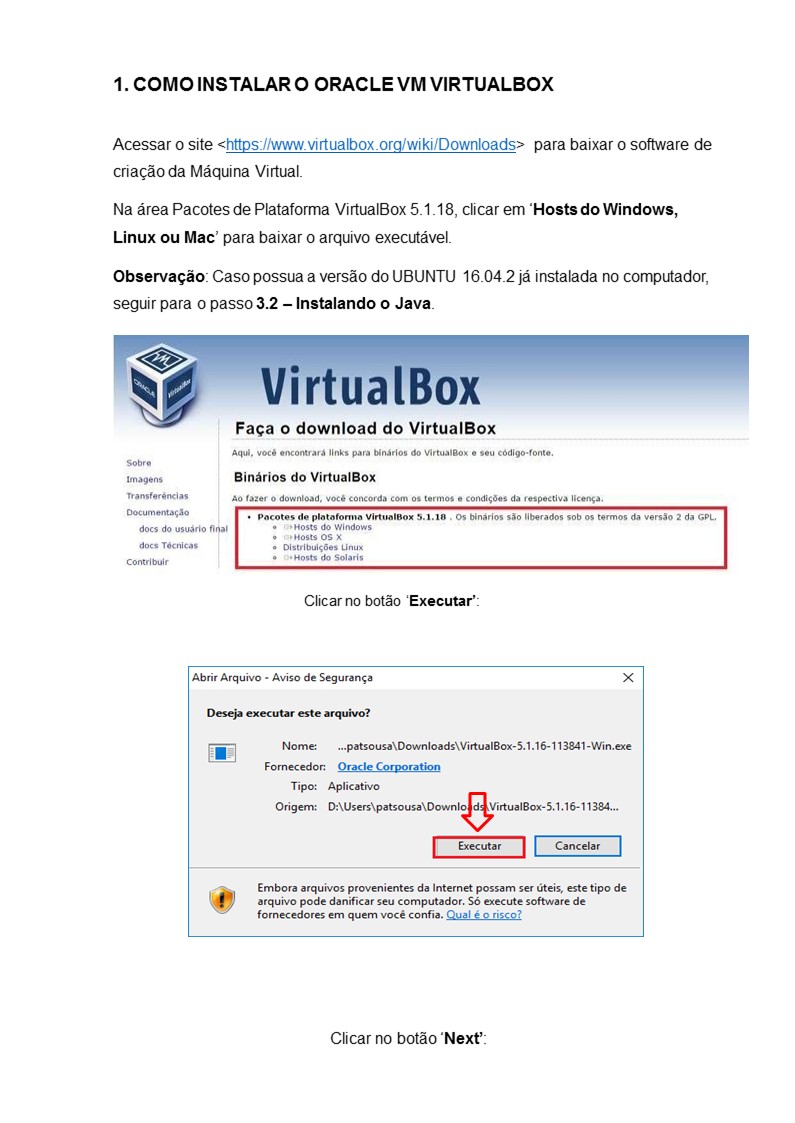 1. COMO INSTALAR O ORACLE VM VIRTUALBOX
Acessar o site <https://www.virtualbox.org/wiki/Downloads> para baixar o software de
criação da Máquina Virtual.
Na área Pacotes de Plataforma VirtualBox 5.1.18, clicar em ‘Hosts do Windows,
Linux ou Mac’ para baixar o arquivo executável.
Observação: Caso possua a versão do UBUNTU 16.04.2 já instalada no computador,
seguir para o passo 3.2 – Instalando o Java.
VM
ORACLE
VirtualBox
VirtualBox
Faça o download do VirtualBox
Aqui, você encontrará links para binários do VirtualBox e seu código-fonte.
Sobre
Imagens
Transferências
Documentação
docs do usuário final
docs Técnicas
Contribuir
Binários do VirtualBox
Ao fazer o download, você concorda com os termos e condições da respectiva licença.
• Pacotes de plataforma VirtualBox 5.1.18 . Os binários são liberados sob os termos da versão 2 da GPL.
Hosts do Windows
Hosts OS X
Distribuições Linux
Hosts do Solaris
Clicar no botão ‘Executar’:
Abrir Arquivo - Aviso de Segurança
Deseja executar este arquivo?
Nome: ...patsousa\Downloads\VirtualBox-5.1.16-113841-Win.exe
Fornecedor: Oracle Corporation
Tipo: Aplicativo
Origem: D:\Users\patsousa\Downloads\VirtualBox-5.1.16-11384...
Executar Cancelar
Embora arquivos provenientes da Internet possam ser úteis, este tipo de
arquivo pode danificar seu computador. Só execute software de
fornecedores em quem você confia. Qual é o risco?
Clicar no botão ‘Next’: